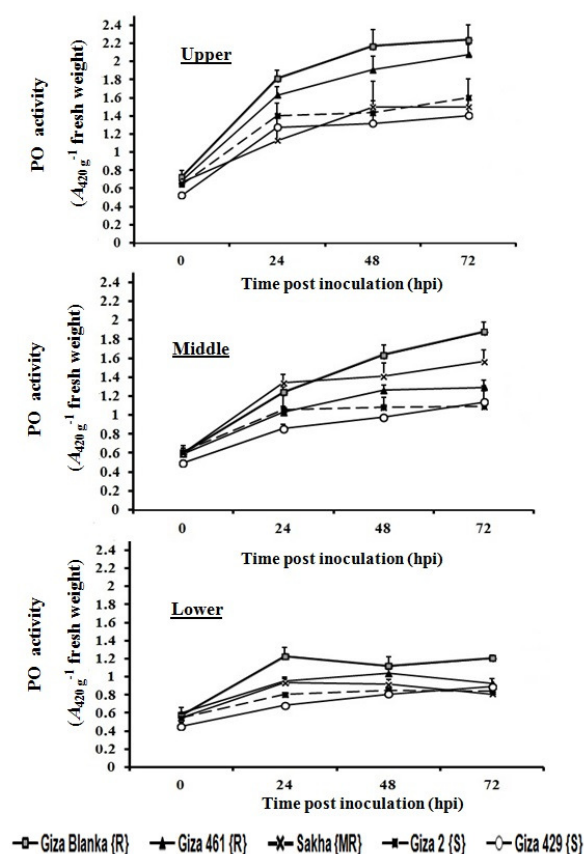 Upper
PO activity
(A420 g-1 fresh weight)
2.4
2.2
2
1.8
1.6
1.4
1.2
1
0.8
0.6
0.4
0.2
0
0 24 48 72
Time post inoculation (hpi)
Middle
PO activity
(A420 g-1 fresh weight)
2.4
2.2
2
1.8
1.6
1.4
1.2
1
0.8
0.6
0.4
0.2
0
0 24 48 72
Time post inoculation (hpi)
Lower
PO activity
(A420 g-1 fresh weight)
2.4
2.2
2
1.8
1.6
1.4
1.2
1
0.8
0.6
0.4
0.2
0
0 24 48 72
Time post inoculation (hpi)
Giza Blanka {R} Giza 461 {R} Sakha {MR} Giza 2 {S} Giza 429 {S}